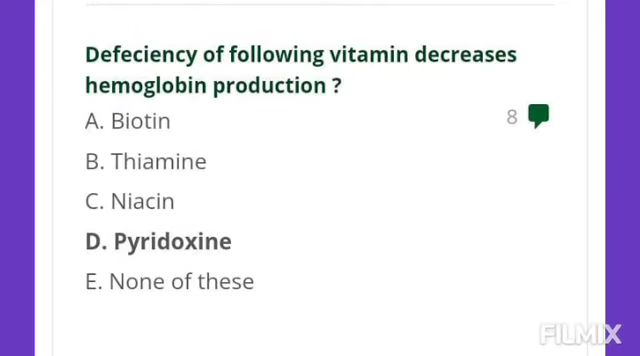 Defeciency of following vitamin decreases
hemoglobin production ?
A. Biotin
8
B. Thiamine
C. Niacin
D. Pyridoxine
E. None of these
FILMIX